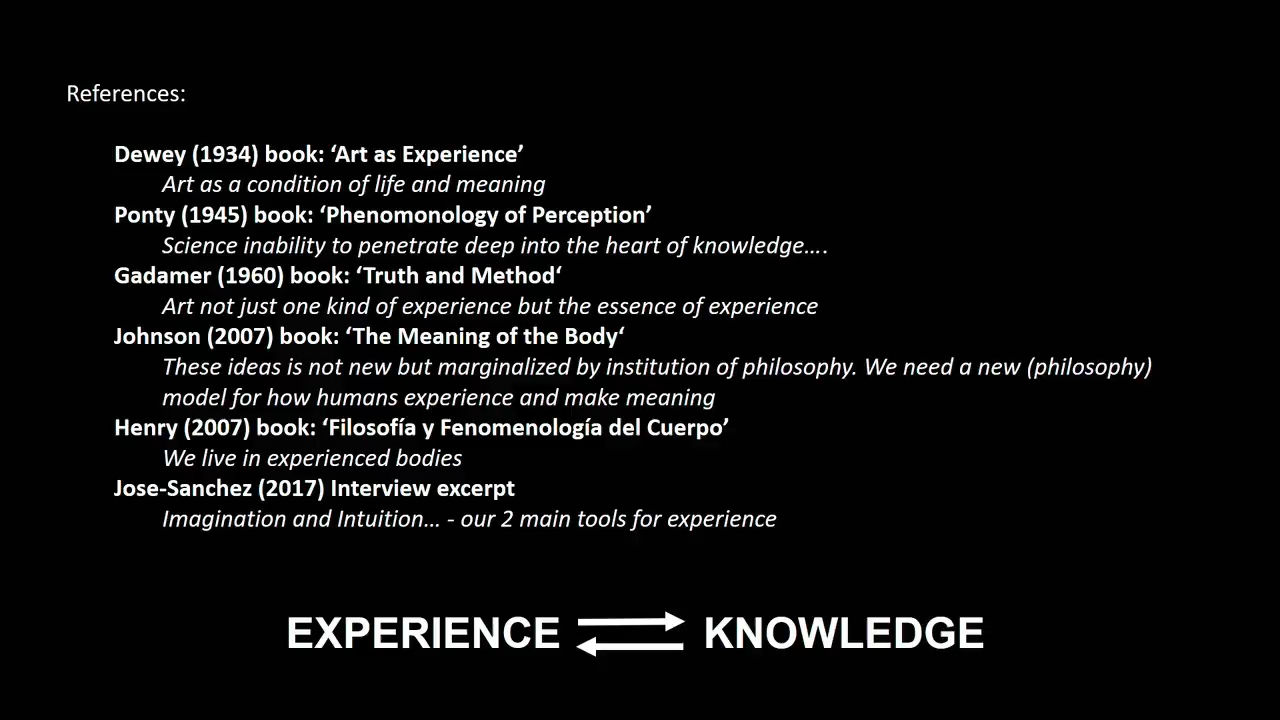 References:
Dewey (1934) book: ‘Art as Experience’
Art as a condition of life and meaning
Ponty (1945) book: ‘Phenomonology of Perception’
Science inability to penetrate deep into the heart of knowledge….
Gadamer (1960) book: ‘Truth and Method‘
Art not just one kind of experience but the essence of experience
Johnson (2007) book: ‘The Meaning of the Body‘
These ideas is not new but marginalized by institution of philosophy. We need a new (philosophy)
model for how humans experience and make meaning
Henry (2007) book: ‘Filosofía y Fenomenología del Cuerpo’
We live in experienced bodies
Jose-Sanchez (2017) Interview excerpt
Imagination and Intuition… - our 2 main tools for experience
EXPERIENCE KNOWLEDGE